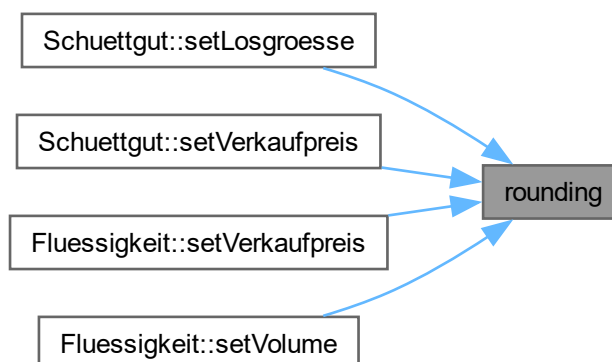 Schuettgut::setLosgroesse
Schuettgut::setVerkaufpreis
rounding
Fluessigkeit::setVerkaufpreis
Fluessigkeit::setVolume